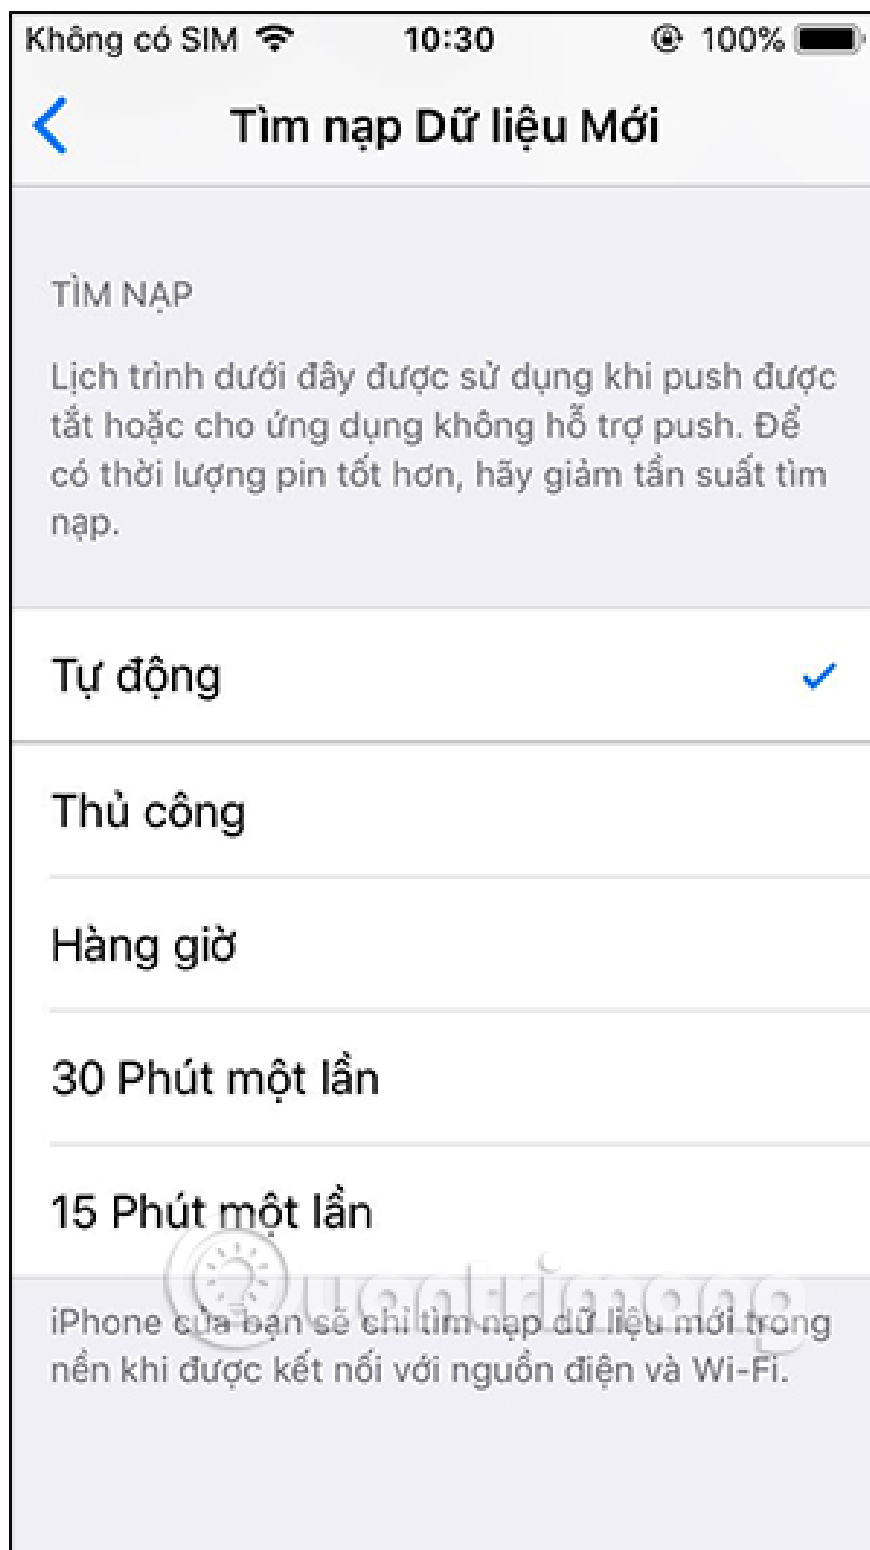 Không có SIM 10:30 100%
Tìm nạp Dữ liệu Mới
TÌM NẠP
Lịch trình dưới đây được sử dụng khi push được
tắt hoặc cho ứng dụng không hỗ trợ push. Để
có thời lượng pin tốt hơn, hãy giảm tần suất tìm
nạp.
Tự động
Thủ công
Hàng giờ
30 Phút một lần
15 Phút một lần
Quantrimang
iPhone của bạn sẽ chỉ tìm nạp dữ liệu mới trong
nền khi được kết nối với nguồn điện và Wi-Fi.